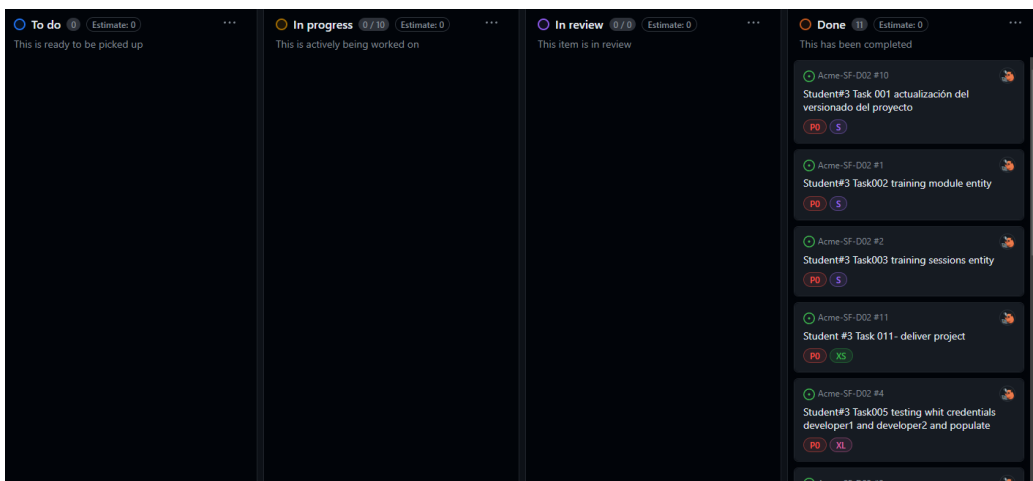 To do 0 Estimate: 0
This is ready to be picked up
In progress 0 / 10 Estimate: 0
This is actively being worked on
In review 0 / 0 Estimate: 0
This item is in review
Done 11 Estimate: 0
This has been completed
Acme-SF-D02 #10
Student#3 Task 001 actualización del
versionado del proyecto
P0 S
Acme-SF-D02 #1
Student#3 Task002 training module entity
P0 S
Acme-SF-D02 #2
Student#3 Task003 training sessions entity
P0 S
Acme-SF-D02 #11
Student #3 Task 011- deliver project
P0 XS
Acme-SF-D02 #4
Student#3 Task005 testing whit credentials
developer1 and developer2 and populate
P0 XL